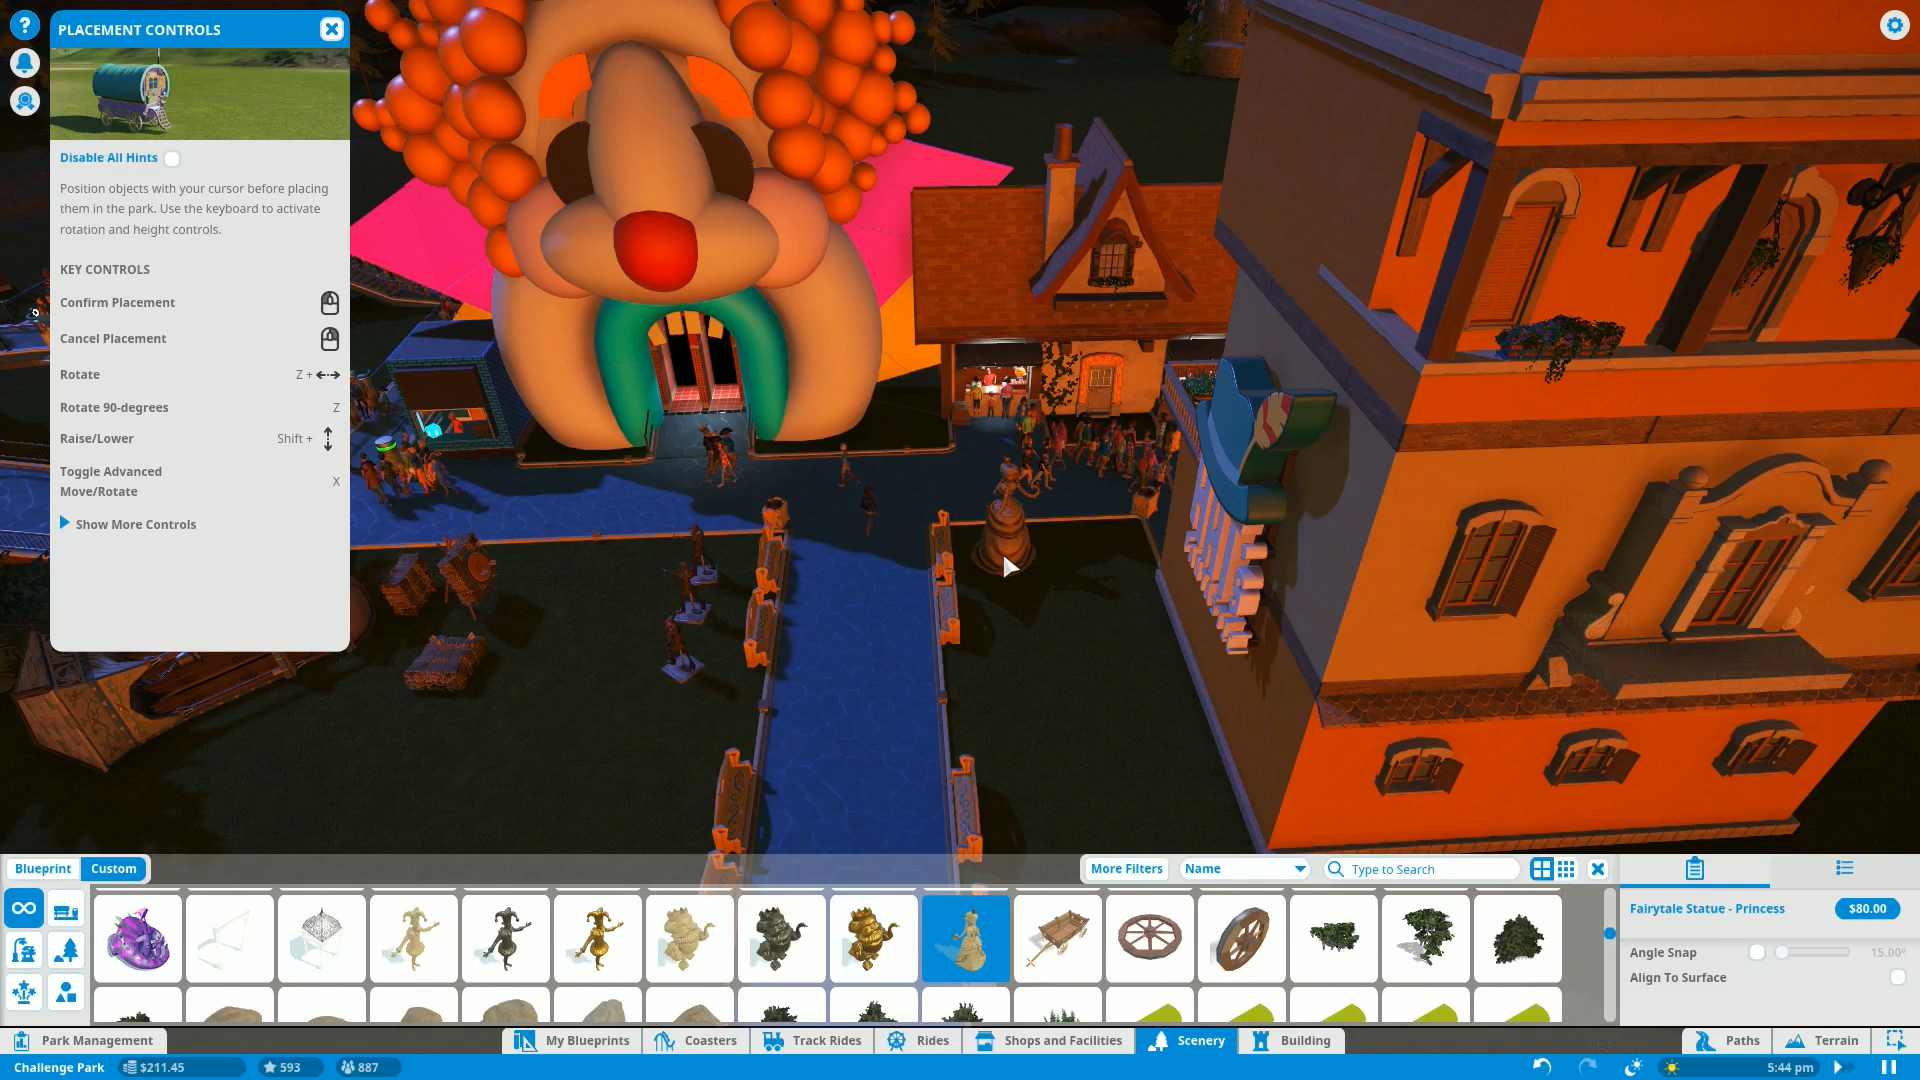 ?
PLACEMENT CONTROLS
Disable All Hints
Position objects with your cursor before placing
them in the park. Use the keyboard to activate
rotation and height controls.
KEY CONTROLS
Confirm Placement
Cancel Placement
Rotate Z +
Rotate 90-degrees Z
Raise/Lower Shift +
Toggle Advanced
Move/Rotate X
Show More Controls
Blueprint Custom
More Filters Name Type to Search
Fairytale Statue - Princess $80.00
Angle Snap 15.00°
Align To Surface
Park Management My Blueprints Coasters Track Rides Rides Shops and Facilities Scenery Building Paths Terrain
Challenge Park $211.45 593 887 5:44 pm